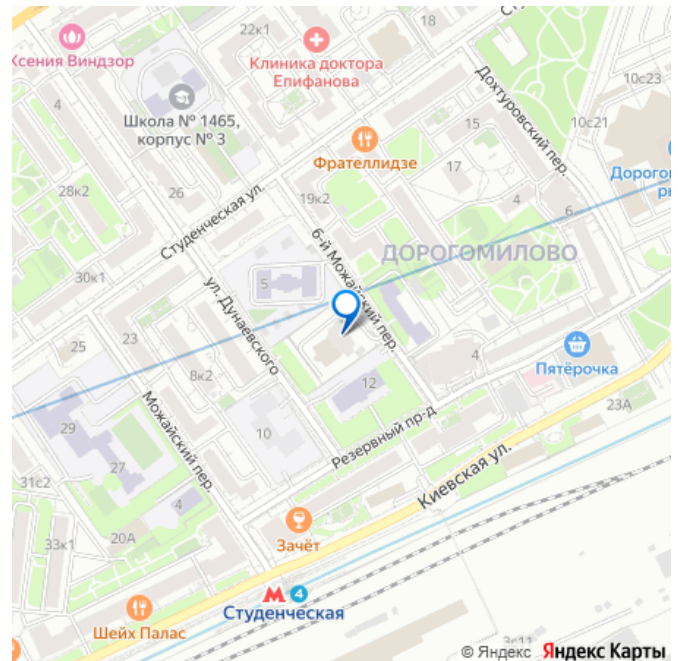 22к1
18
Ксения Виндзор
Клиника доктора
Епифанова
10с23
4
Школа № 1465,
корпус № 3
15
10с21
Дохтуровский пер.
Фрателлидзе
17
28к2
26
19к2
4
6
Студенческая ул.
6-й Можайский пер.
ДОРОГОМИЛОВО
30к1
5
ул. Дунаевского
25
23
8к2
12
4
Пятёрочка
23А
Можайский пер.
29
10
Резервный пр-д
27
Киевская ул.
31с2
4
20А
33к1
Зачёт
4
Студенческая
Шейх Палас
3с11
© Яндекс Яндекс Карты